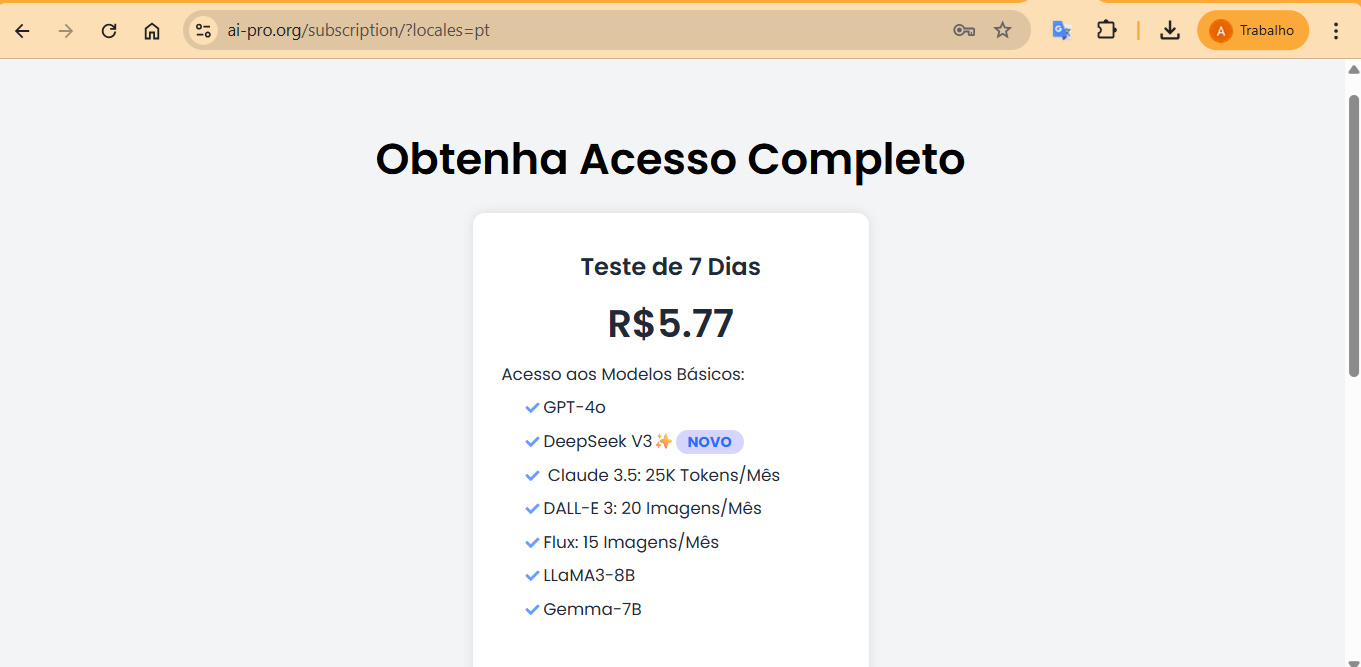 ai-pro.org/subscription/?locales=pt
A Trabalho
Obtenha Acesso Completo
Teste de 7 Dias
R$5.77
Acesso aos Modelos Básicos:
GPT-4o
DeepSeek V3✨ NOVO
Claude 3.5: 25K Tokens/Mês
DALL-E 3: 20 Imagens/Mês
Flux: 15 Imagens/Mês
LLaMA3-8B
Gemma-7B